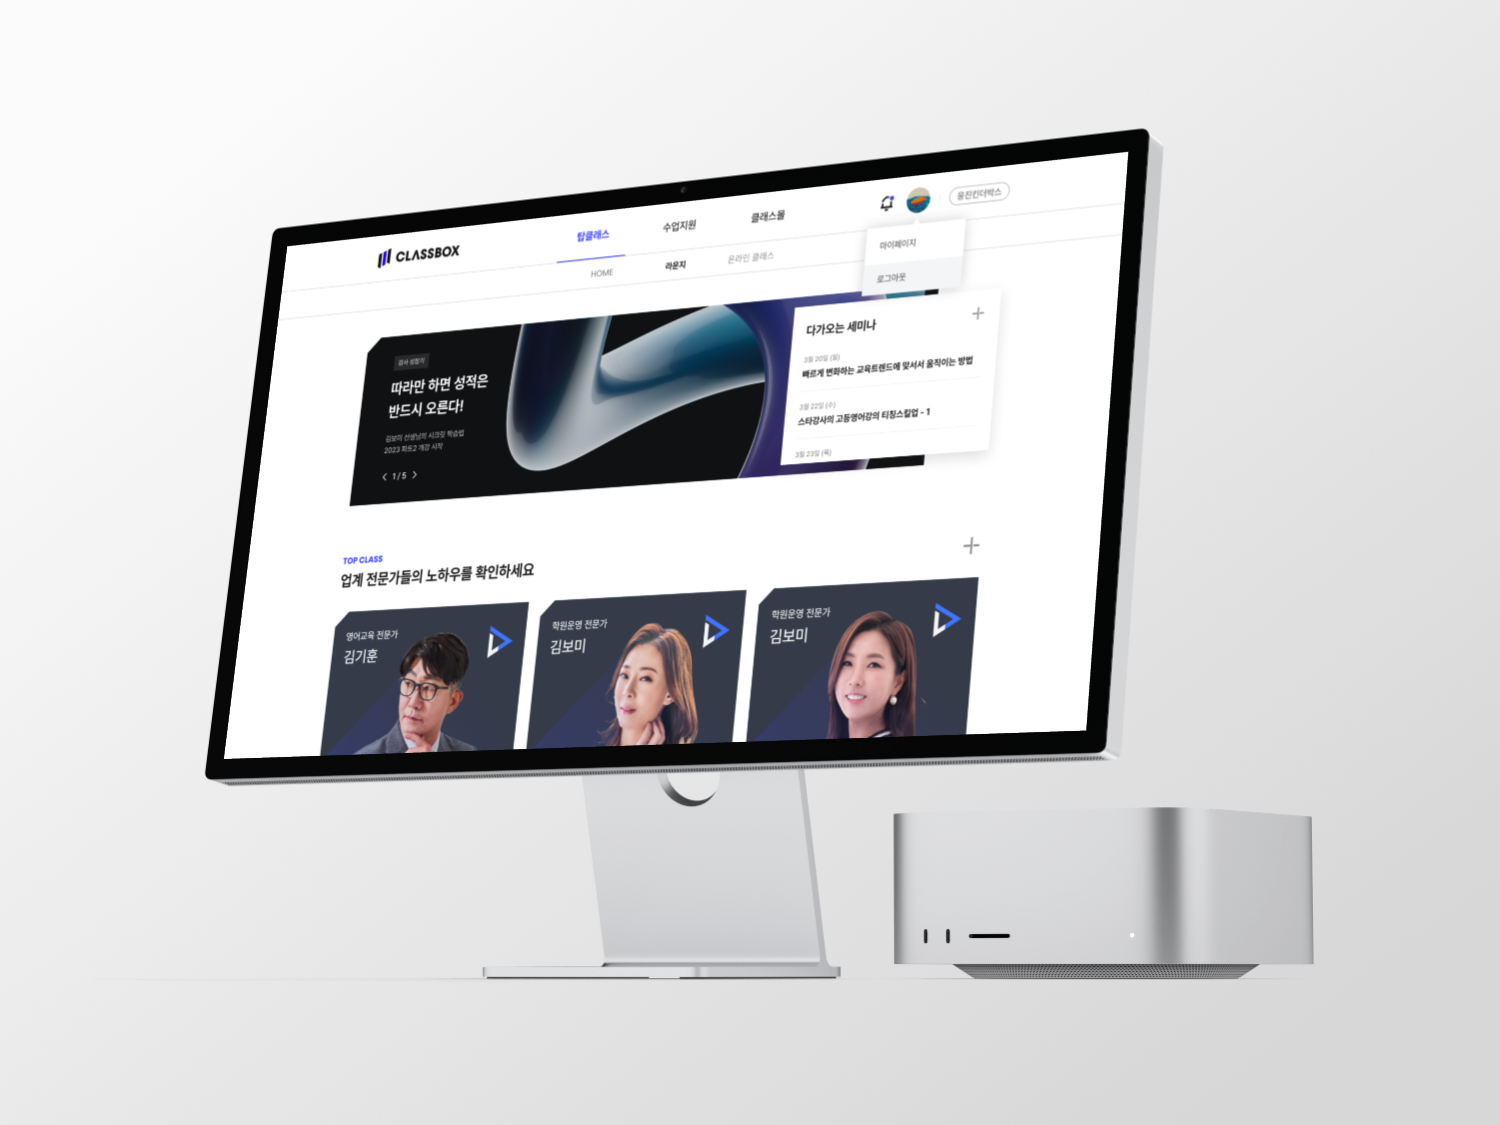 CLASSBOX
탑클래스
수업지원
클래스몰
웅진킨더박스
HOME
라운지
온라인 클래스
마이페이지
로그아웃
강사 성장기
따라만 하면 성적은
반드시 오른다!
김보미 선생님의 시크릿 학습법
2023 파트2 개강 시작
1 / 5
다가오는 세미나
3월 20일 (월)
빠르게 변화하는 교육트렌드에 맞서서 움직이는 방법
3월 22일 (수)
스타강사의 고등영어강의 티칭스킬업 - 1
3월 23일 (목)
TOP CLASS
업계 전문가들의 노하우를 확인하세요
영어교육 전문가
김기훈
학원운영 전문가
김보미
학원운영 전문가
김보미